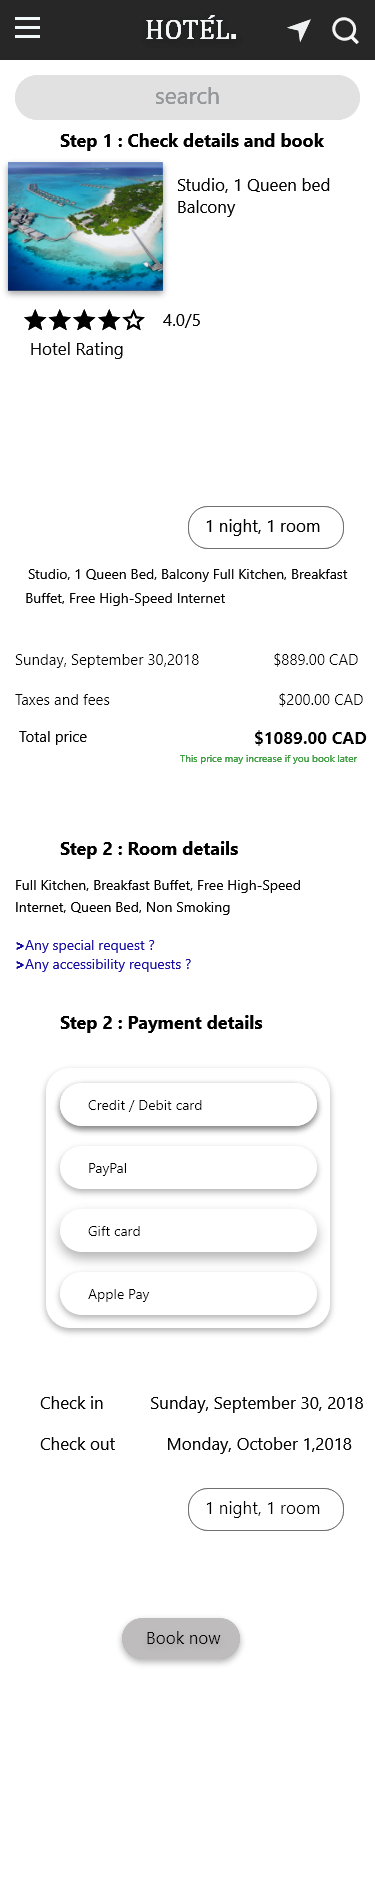 HOTÉL.
search
Step 1 : Check details and book
Studio, 1 Queen bed
Balcony
4.0/5
Hotel Rating
1 night, 1 room
Studio, 1 Queen Bed, Balcony Full Kitchen, Breakfast
Buffet, Free High-Speed Internet
Sunday, September 30,2018 $889.00 CAD
Taxes and fees $200.00 CAD
Total price $1089.00 CAD
This price may increase if you book later
Step 2 : Room details
Full Kitchen, Breakfast Buffet, Free High-Speed
Internet, Queen Bed, Non Smoking
>Any special request ?
>Any accessibility requests ?
Step 2 : Payment details
Credit / Debit card
PayPal
Gift card
Apple Pay
Check in Sunday, September 30, 2018
Check out Monday, October 1,2018
1 night, 1 room
Book now